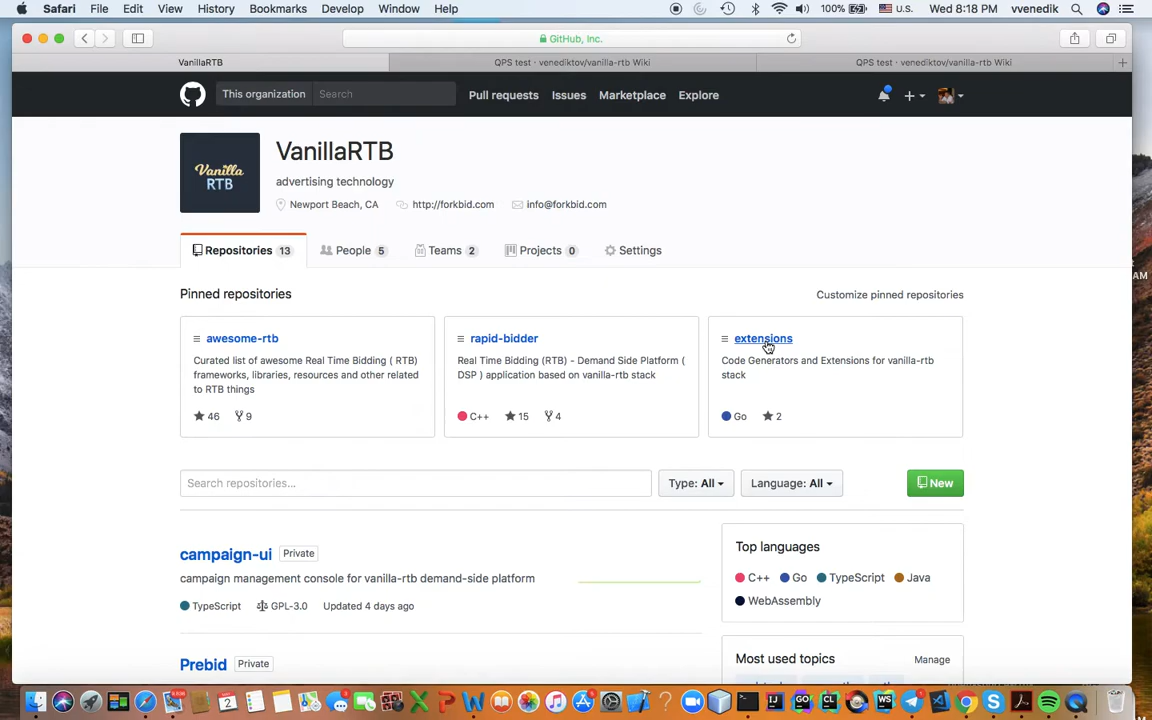 Safari File Edit View History Bookmarks Develop Window Help 100% U.S. Wed 8:18 PM vvenedik
GitHub, Inc.
VanillaRTB QPS test · venediktov/vanilla-rtb Wiki QPS test · venediktov/vanilla-rtb Wiki
This organization Search Pull requests Issues Marketplace Explore
Vanilla
RTB
VanillaRTB
advertising technology
Newport Beach, CA http://forkbid.com info@forkbid.com
Repositories 13 People 5 Teams 2 Projects 0 Settings
AM
Pinned repositories Customize pinned repositories
awesome-rtb
Curated list of awesome Real Time Bidding ( RTB)
frameworks, libraries, resources and other related
to RTB things
46 9
rapid-bidder
Real Time Bidding (RTB) - Demand Side Platform (
DSP ) application based on vanilla-rtb stack
C++ 15 4
extensions
Code Generators and Extensions for vanilla-rtb
stack
Go 2
Search repositories... Type: All Language: All New
campaign-ui Private
campaign management console for vanilla-rtb demand-side platform
TypeScript GPL-3.0 Updated 4 days ago
Prebid Private
Top languages
C++ Go TypeScript Java
WebAssembly
Most used topics Manage